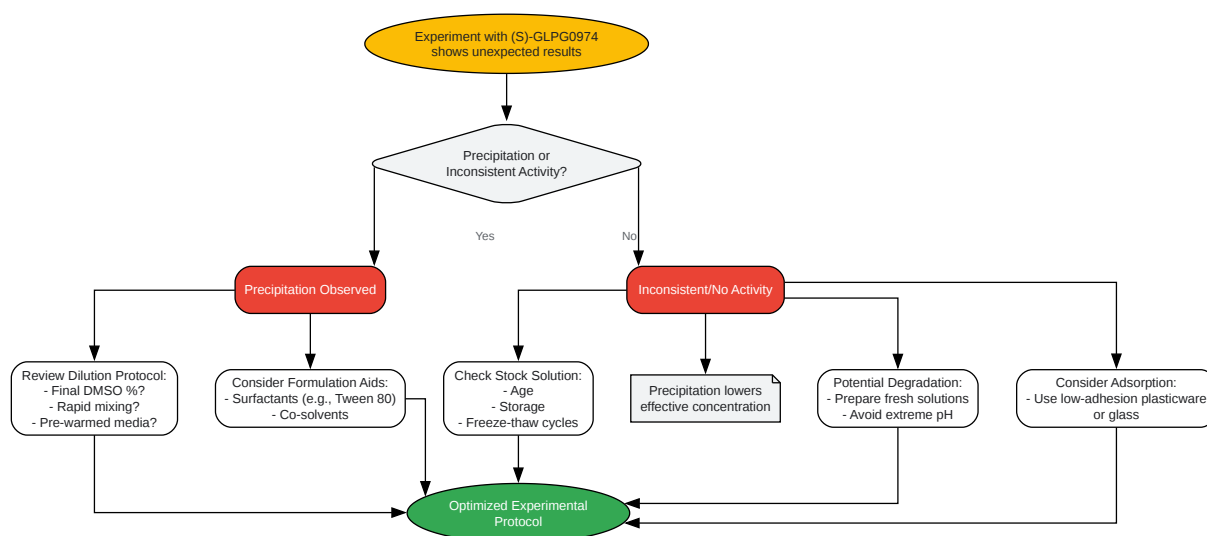 Experiment with (S)-GLPG0974
shows unexpected results
Precipitation or
Inconsistent Activity?
Yes
No
Precipitation Observed
Inconsistent/No Activity
Review Dilution Protocol:
- Final DMSO %?
- Rapid mixing?
- Pre-warmed media?
Consider Formulation Aids:
- Surfactants (e.g., Tween 80)
- Co-solvents
Check Stock Solution:
- Age
- Storage
- Freeze-thaw cycles
Precipitation lowers
effective concentration
Potential Degradation:
- Prepare fresh solutions
- Avoid extreme pH
Consider Adsorption:
- Use low-adhesion plasticware
or glass
Optimized Experimental
Protocol